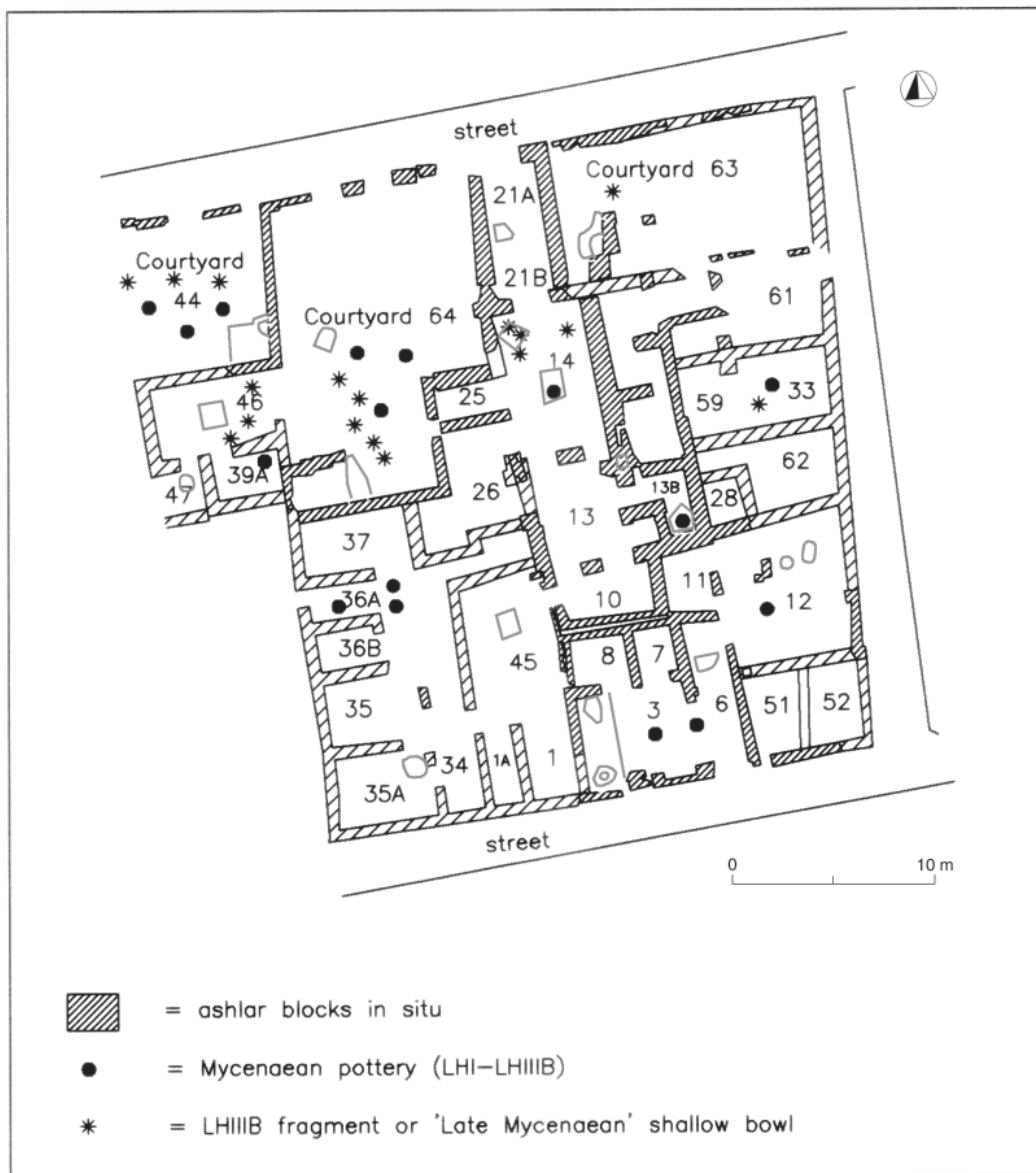 street
21A
Courtyard 63
Courtyard
44
21B
61
Courtyard 64
14
25
59
33
46
39A
47
26
13
13B
28
62
37
36A
36B
10
11
12
45
8
7
35
3
6
51
52
35A
34
1A
1
street
0
10 m
= ashlar blocks in situ
= Mycenaean pottery (LHI–LHIIIB)
= LHIIIB fragment or 'Late Mycenaean' shallow bowl